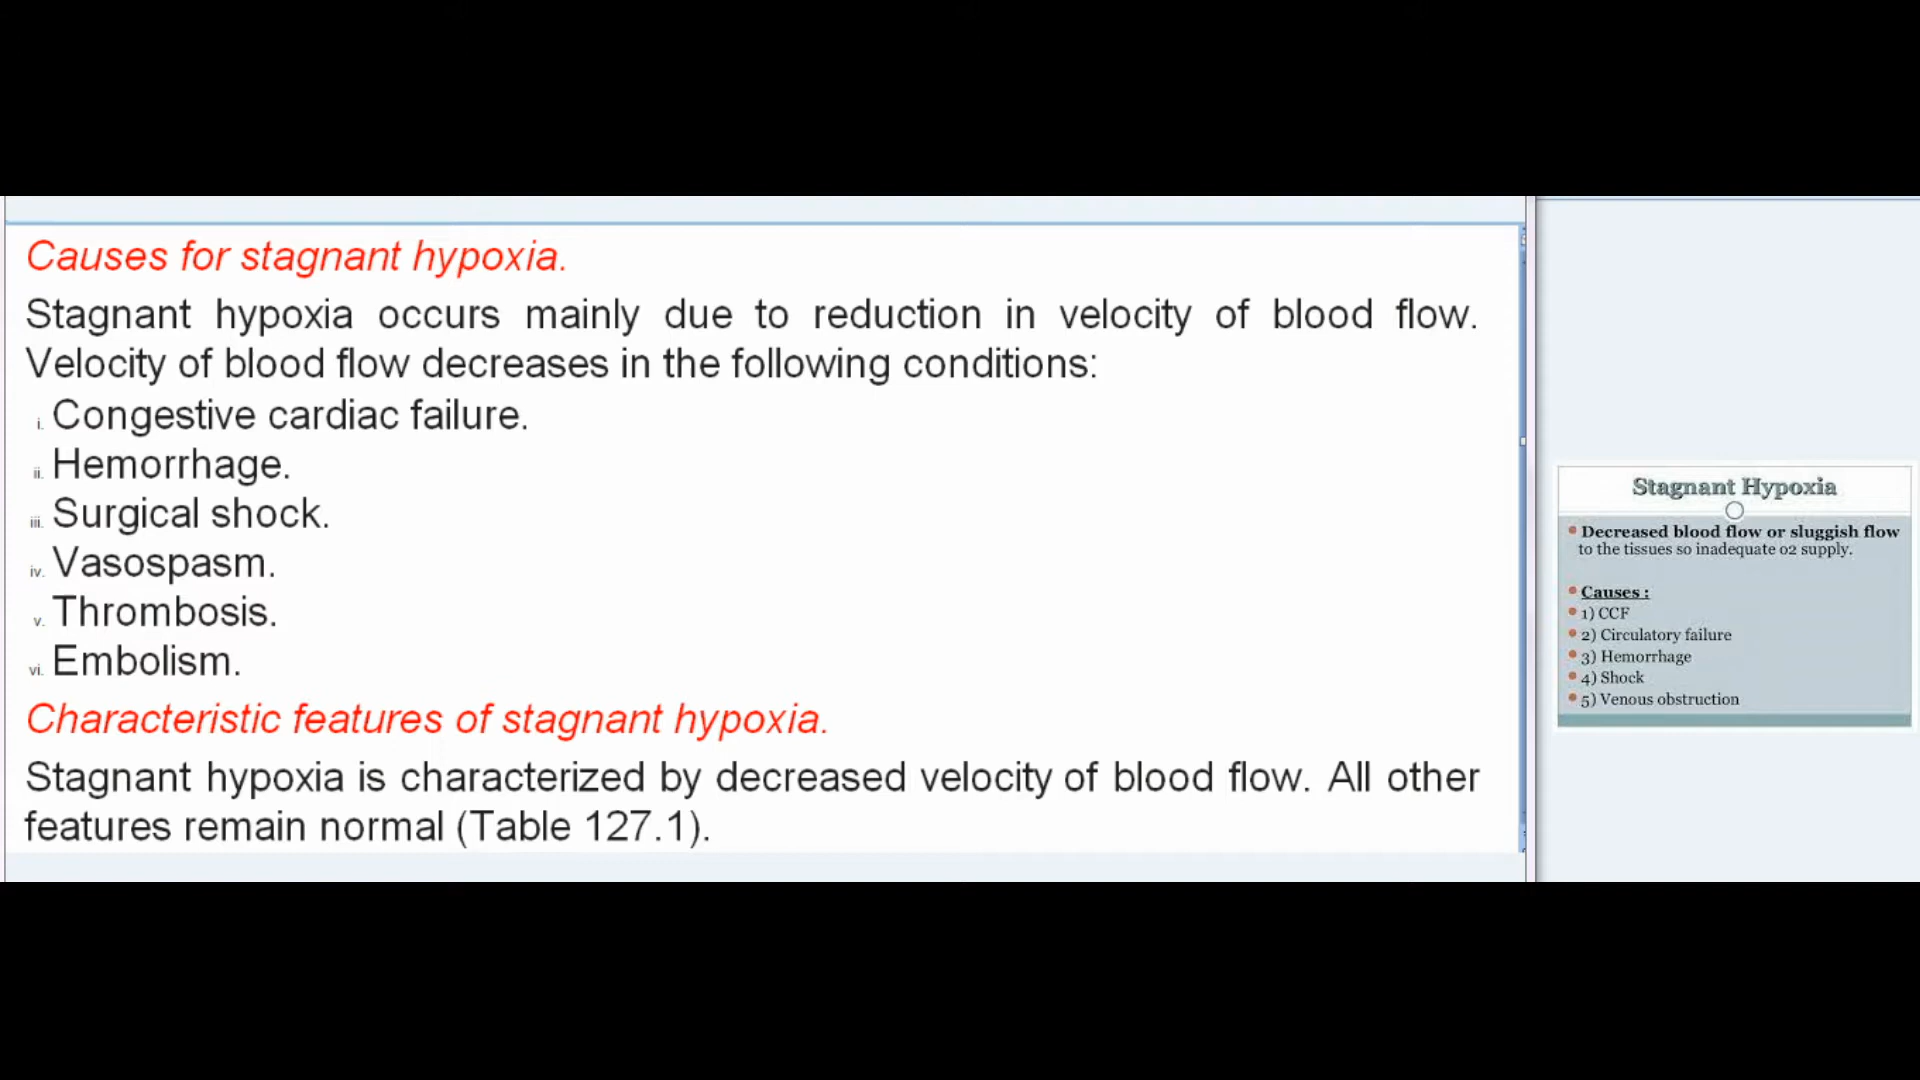 Causes for stagnant hypoxia.
Stagnant hypoxia occurs mainly due to reduction in velocity of blood flow.
Velocity of blood flow decreases in the following conditions:
i. Congestive cardiac failure.
ii. Hemorrhage.
iii. Surgical shock.
iv. Vasospasm.
v. Thrombosis.
vi. Embolism.
Characteristic features of stagnant hypoxia.
Stagnant hypoxia is characterized by decreased velocity of blood flow. All other
features remain normal (Table 127.1).
Stagnant Hypoxia
Decreased blood flow or sluggish flow
to the tissues so inadequate o2 supply.
Causes :
1) CCF
2) Circulatory failure
3) Hemorrhage
4) Shock
5) Venous obstruction